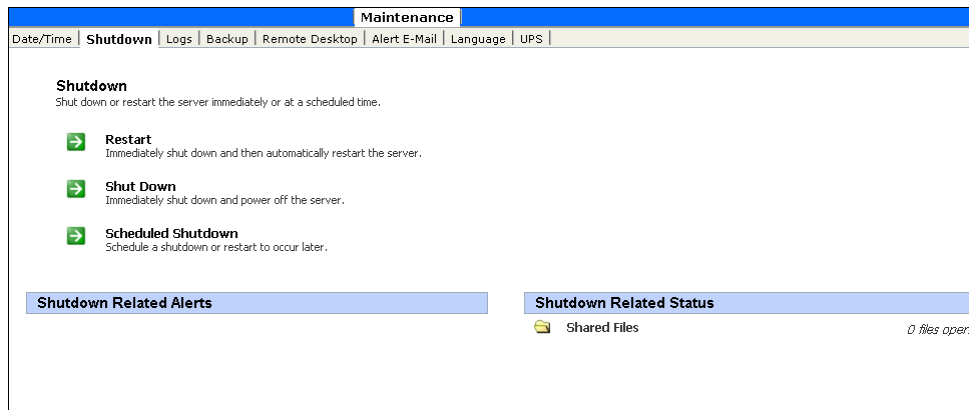 Maintenance
Date/Time | Shutdown | Logs | Backup | Remote Desktop | Alert E-Mail | Language | UPS |
Shutdown
Shut down or restart the server immediately or at a scheduled time.
Restart
Immediately shut down and then automatically restart the server.
Shut Down
Immediately shut down and power off the server.
Scheduled Shutdown
Schedule a shutdown or restart to occur later.
Shutdown Related Alerts
Shutdown Related Status
Shared Files
0 files open